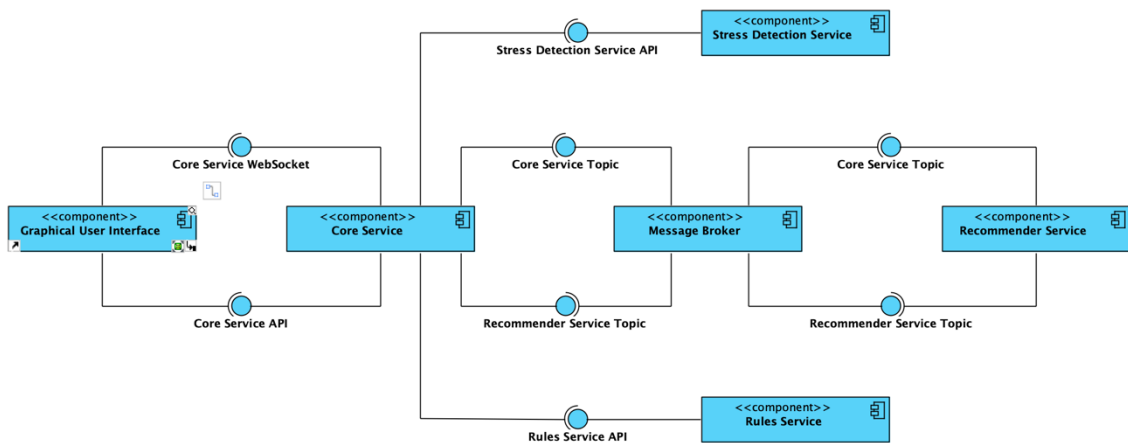 <<component>>
Stress Detection Service
Stress Detection Service API
Core Service WebSocket
Core Service Topic
Core Service Topic
<<component>>
Graphical User Interface
<<component>>
Core Service
<<component>>
Message Broker
<<component>>
Recommender Service
Core Service API
Recommender Service Topic
Recommender Service Topic
<<component>>
Rules Service
Rules Service API